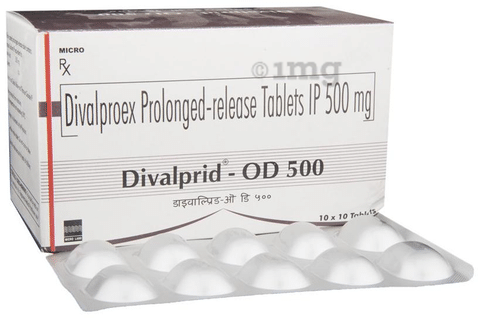 MICRO
Rx
©1mg
Divalproex Prolonged-release Tablets IP 500 mg
Divalprid® - OD 500
डाइवाल्प्रिड-ओ डि ५००
10 x 10 Tablets